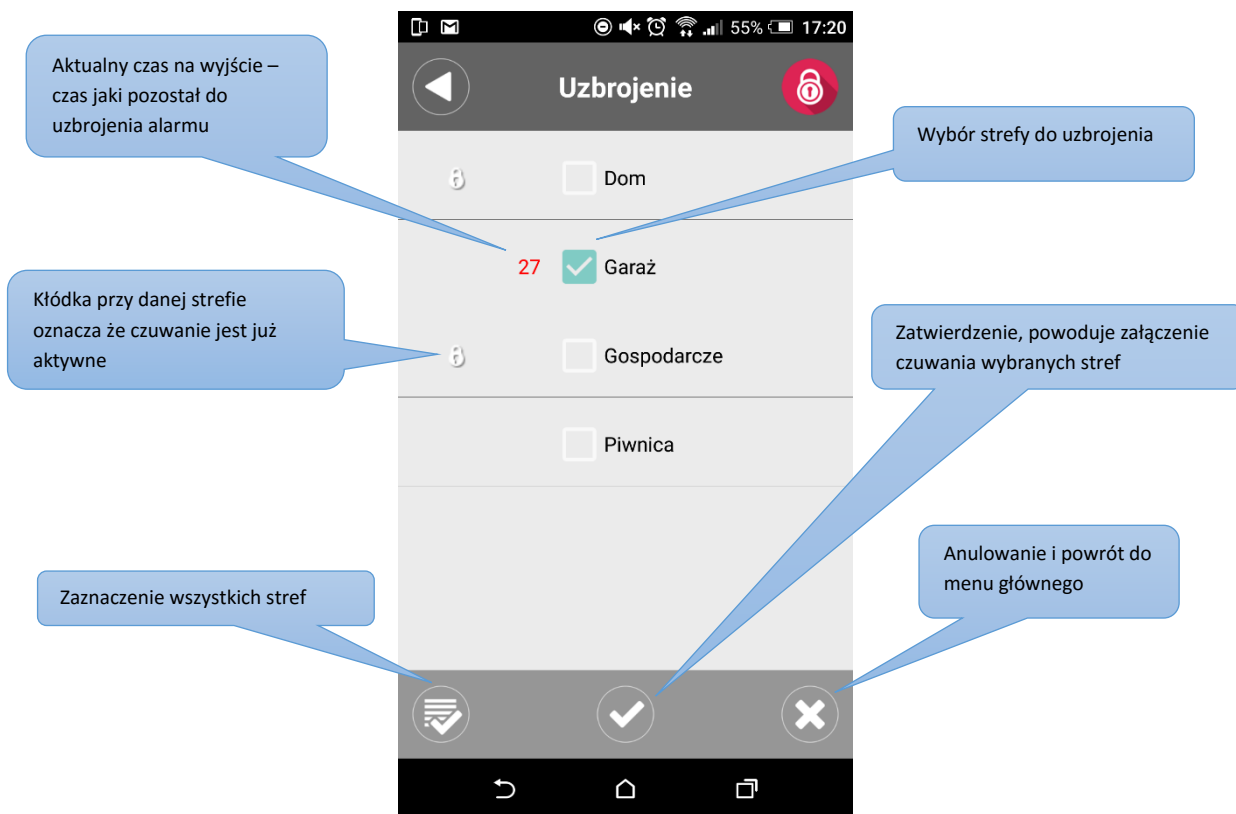 55% 17:20
Uzbrojenie
Aktualny czas na wyjście –
czas jaki pozostał do
uzbrojenia alarmu
Wybór strefy do uzbrojenia
Dom
27 Garaż
Kłódka przy danej strefie
oznacza że czuwanie jest już
aktywne
Gospodarcze
Zatwierdzenie, powoduje załączenie
czuwania wybranych stref
Piwnica
Anulowanie i powrót do
menu głównego
Zaznaczenie wszystkich stref